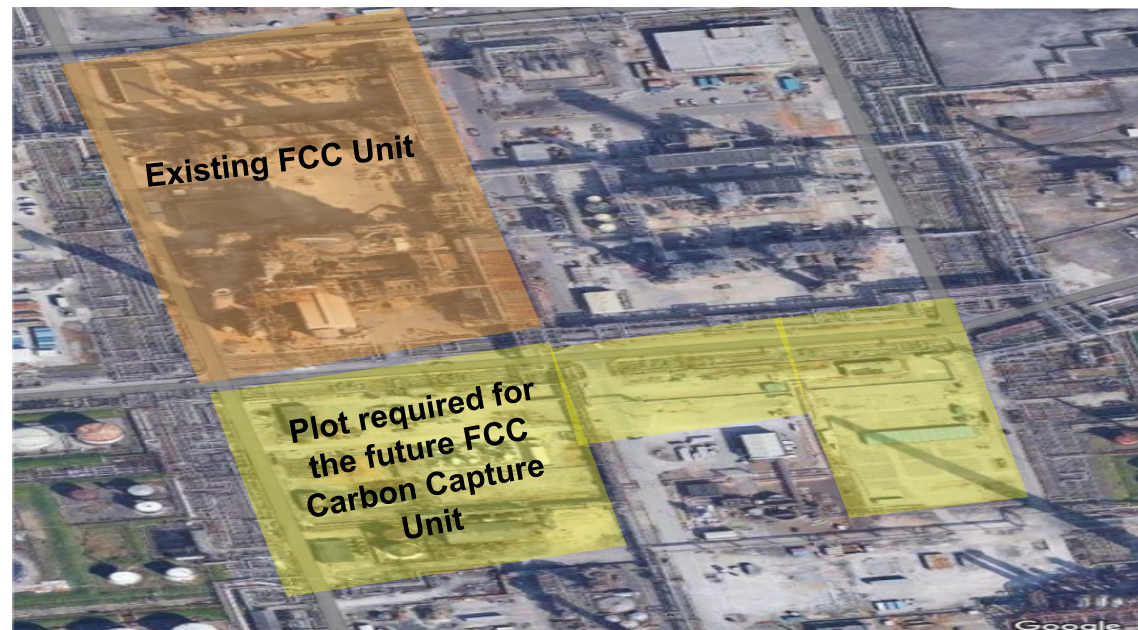 Existing FCC Unit
Plot required for
the future FCC
Carbon Capture
Unit
Google